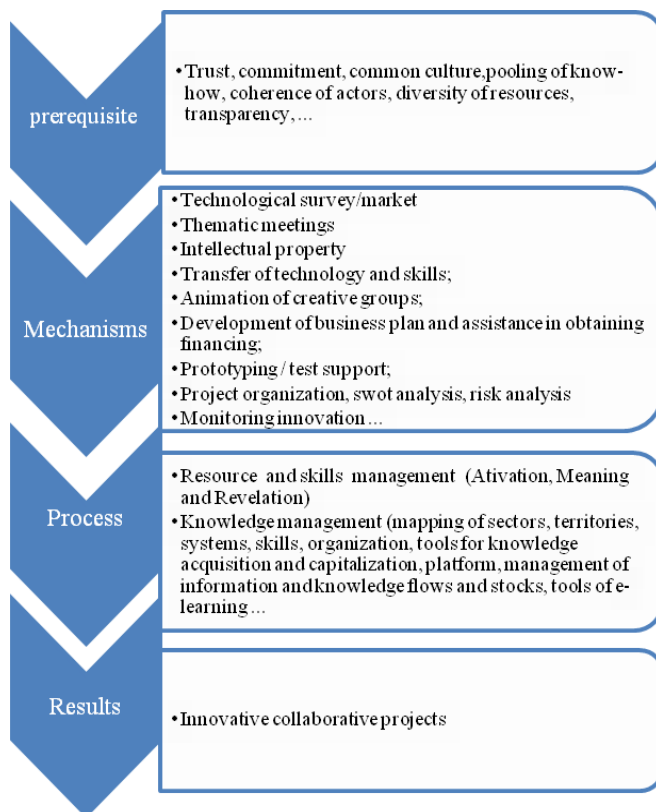 prerequisite
•Trust, commitment, common culture,pooling of know-
how, coherence of actors, diversity of resources,
transparency, ...
Mechanisms
•Technological survey/market
•Thematic meetings
•Intellectual property
•Transfer of technology and skills;
•Animation of creative groups;
•Development of business plan and assistance in obtaining
financing;
•Prototyping / test support;
•Project organization, swot analysis, risk analysis
•Monitoring innovation ...
Process
•Resource and skills management (Ativation, Meaning
and Revelation)
•Knowledge management (mapping of sectors, territories,
systems, skills, organization, tools for knowledge
acquisition and capitalization, platform, management of
information and knowledge flows and stocks, tools of e-
learning ...
Results
•Innovative collaborative projects